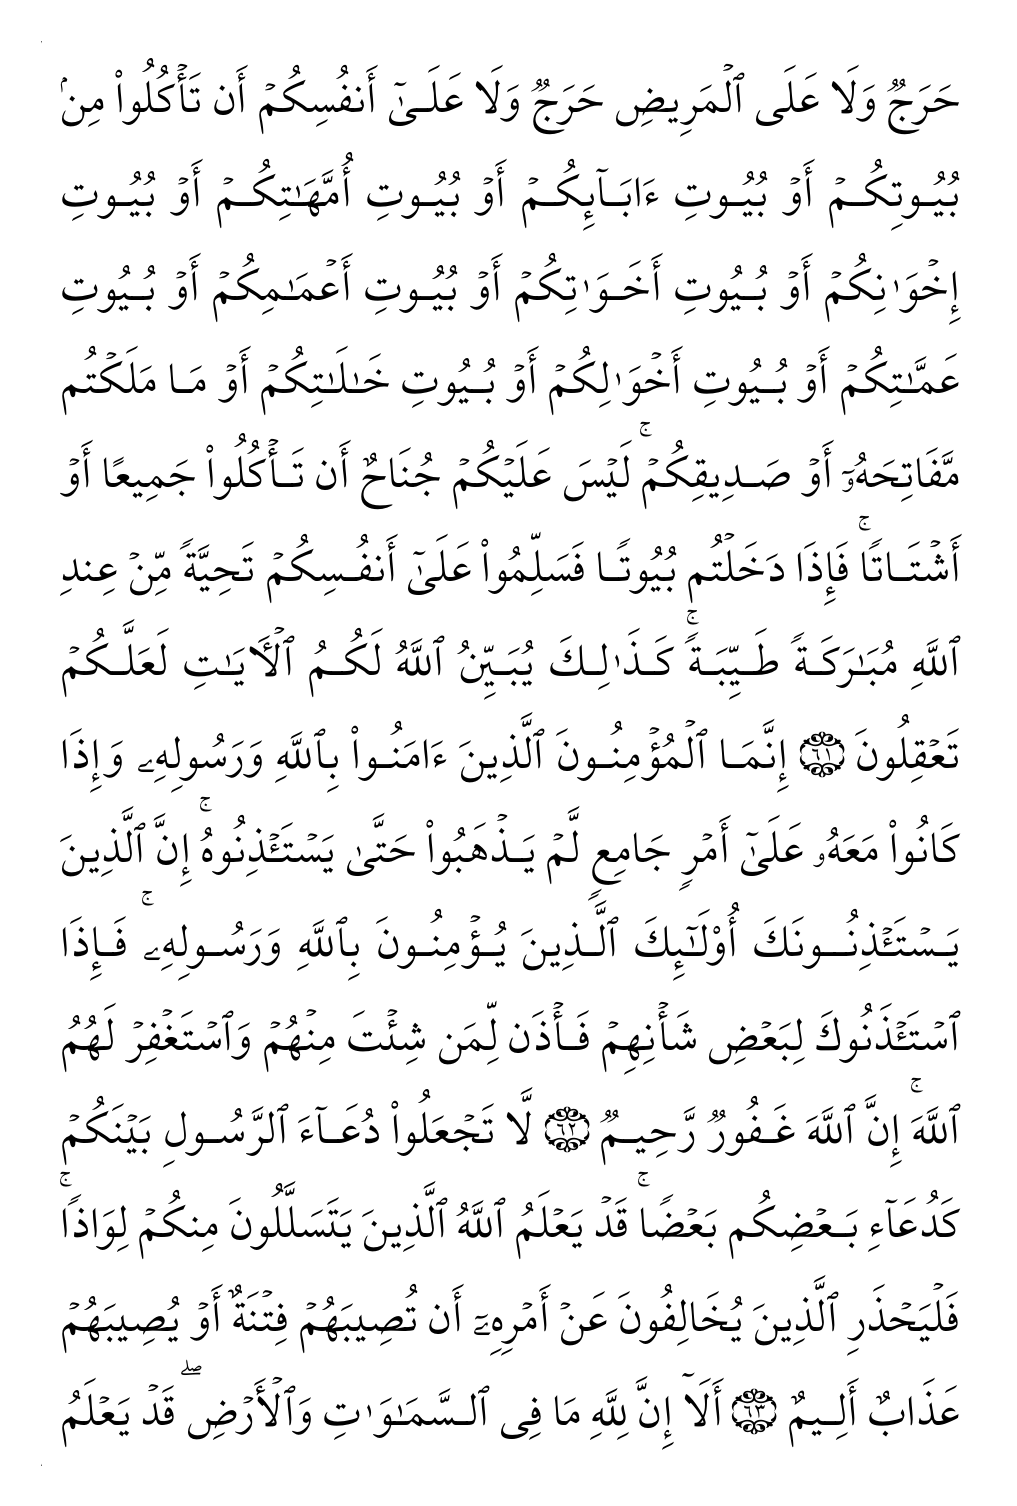 حَرَجٌ وَلَا عَلَى ٱلْمَرِيضِ حَرَجٌ وَلَا عَلَىٰٓ أَنفُسِكُمْ أَن تَأْكُلُوا۟ مِنۢ
بُيُوتِكُمْ أَوْ بُيُوتِ ءَابَآئِكُمْ أَوْ بُيُوتِ أُمَّهَـٰتِكُمْ أَوْ بُيُوتِ
إِخْوَٰنِكُمْ أَوْ بُيُوتِ أَخَوَٰتِكُمْ أَوْ بُيُوتِ أَعْمَـٰمِكُمْ أَوْ بُيُوتِ
عَمَّـٰتِكُمْ أَوْ بُيُوتِ أَخْوَٰلِكُمْ أَوْ بُيُوتِ خَـٰلَـٰتِكُمْ أَوْ مَا مَلَكْتُم
مَّفَاتِحَهُۥٓ أَوْ صَدِيقِكُمْ ۚ لَيْسَ عَلَيْكُمْ جُنَاحٌ أَن تَأْكُلُوا۟ جَمِيعًا أَوْ
أَشْتَاتًا ۚ فَإِذَا دَخَلْتُم بُيُوتًا فَسَلِّمُوا۟ عَلَىٰٓ أَنفُسِكُمْ تَحِيَّةً مِّنْ عِندِ
ٱللَّهِ مُبَـٰرَكَةً طَيِّبَةً ۚ كَذَٰلِكَ يُبَيِّنُ ٱللَّهُ لَكُمُ ٱلْـَٔايَـٰتِ لَعَلَّكُمْ
تَعْقِلُونَ ٦١ إِنَّمَا ٱلْمُؤْمِنُونَ ٱلَّذِينَ ءَامَنُوا۟ بِٱللَّهِ وَرَسُولِهِۦ وَإِذَا
كَانُوا۟ مَعَهُۥ عَلَىٰٓ أَمْرٍ جَامِعٍ لَّمْ يَذْهَبُوا۟ حَتَّىٰ يَسْتَـْٔذِنُوهُ ۚ إِنَّ ٱلَّذِينَ
يَسْتَـْٔذِنُونَكَ أُو۟لَـٰٓئِكَ ٱلَّذِينَ يُؤْمِنُونَ بِٱللَّهِ وَرَسُولِهِۦ ۚ فَإِذَا
ٱسْتَـْٔذَنُوكَ لِبَعْضِ شَأْنِهِمْ فَأْذَن لِّمَن شِئْتَ مِنْهُمْ وَٱسْتَغْفِرْ لَهُمُ
ٱللَّهَ ۚ إِنَّ ٱللَّهَ غَفُورٌ رَّحِيمٌ ٦٢ لَّا تَجْعَلُوا۟ دُعَآءَ ٱلرَّسُولِ بَيْنَكُمْ
كَدُعَآءِ بَعْضِكُم بَعْضًا ۚ قَدْ يَعْلَمُ ٱللَّهُ ٱلَّذِينَ يَتَسَلَّلُونَ مِنكُمْ لِوَاذًا ۚ
فَلْيَحْذَرِ ٱلَّذِينَ يُخَالِفُونَ عَنْ أَمْرِهِۦٓ أَن تُصِيبَهُمْ فِتْنَةٌ أَوْ يُصِيبَهُمْ
عَذَابٌ أَلِيمٌ ٦٣ أَلَآ إِنَّ لِلَّهِ مَا فِى ٱلسَّمَـٰوَٰتِ وَٱلْأَرْضِ ۖ قَدْ يَعْلَمُ